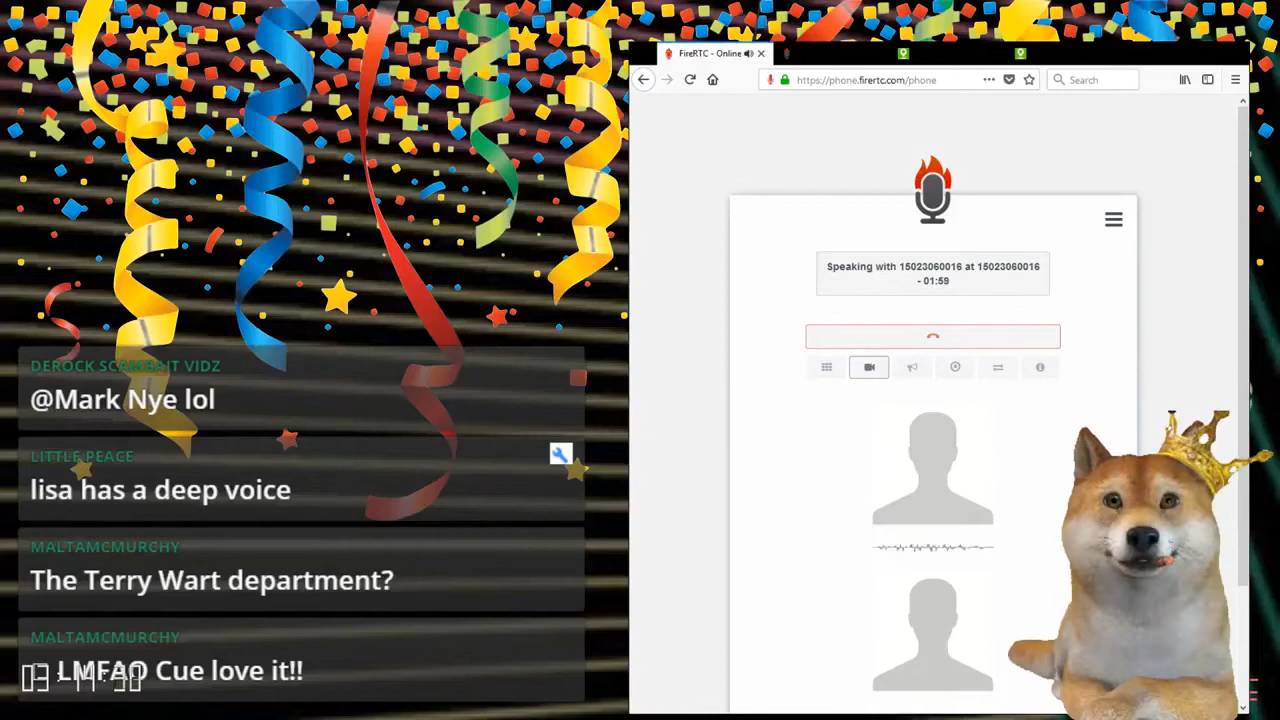 FireRTC - Online
https://phone.firertc.com/phone
Search
Speaking with 15023060016 at 15023060016
- 01:59
DEROCK SCAMBAIT VIDZ
@Mark Nye lol
LITTLE PEACE
lisa has a deep voice
MALTAMCMURCHY
The Terry Wart department?
MALTAMCMURCHY
LMFAO Cue love it!!